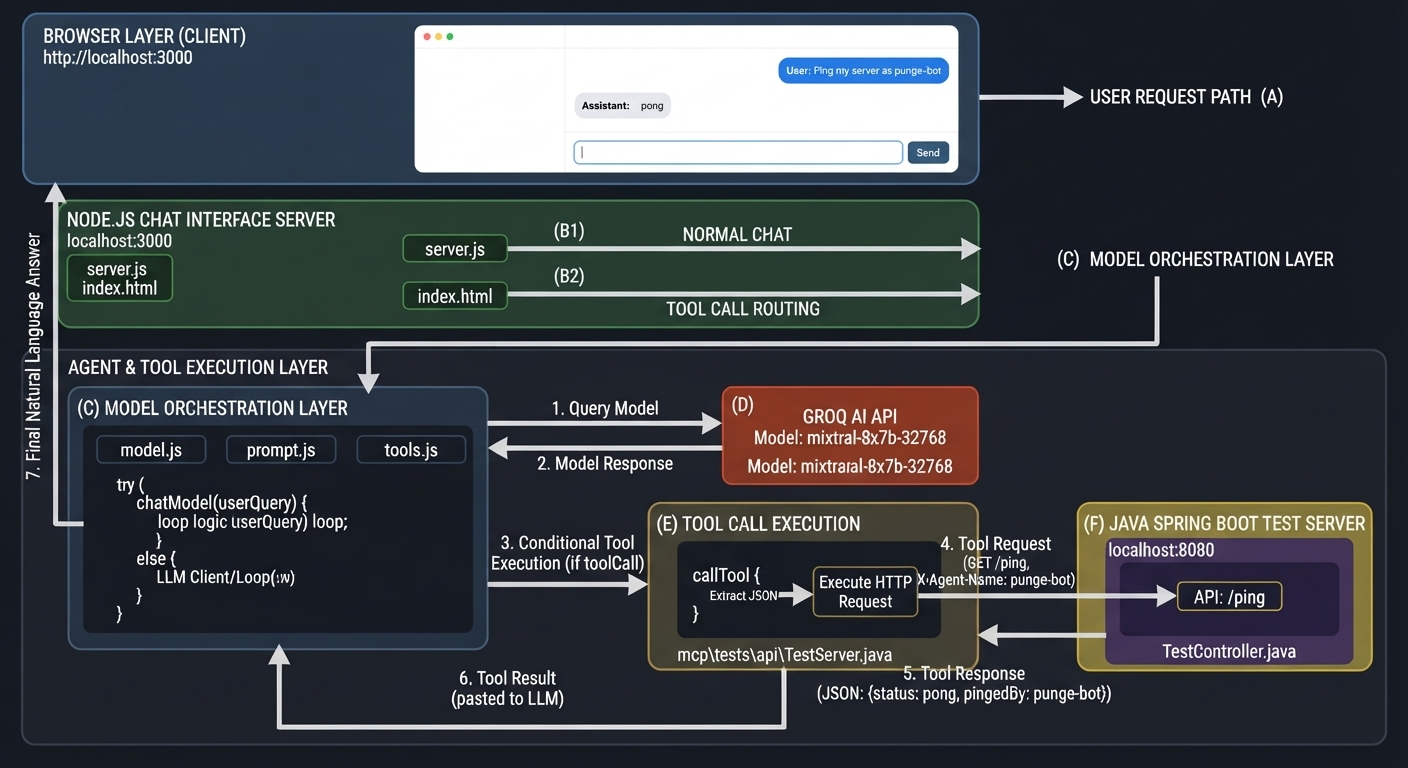 BROWSER LAYER (CLIENT)
http://localhost:3000
User: Ping my server as punge-bot
Assistant: pong
Send
USER REQUEST PATH (A)
NODE.JS CHAT INTERFACE SERVER
localhost:3000
server.js
index.html
server.js
(B1)
NORMAL CHAT
index.html
(B2)
TOOL CALL ROUTING
(C) MODEL ORCHESTRATION LAYER
7. Final Natural Language Answer
AGENT & TOOL EXECUTION LAYER
(C) MODEL ORCHESTRATION LAYER
model.js
prompt.js
tools.js
try (
chatModel(userQuery) {
loop logic userQuery) loop;
}
else {
LLM Client/Loop(
}
}
1. Query Model
2. Model Response
(D)
GROQ AI API
Model: mixtral-8x7b-32768
Model: mixtraral-8x7b-32768
3. Conditional Tool
Execution (if toolCall)
(E) TOOL CALL EXECUTION
callTool {
Extract JSON
}
Execute HTTP
Request
mcp\tests\api\TestServer.java
4. Tool Request
(GET /ping,
X-Agent-Name: punge-bot)
(F) JAVA SPRING BOOT TEST SERVER
localhost:8080
API: /ping
TestController.java
5. Tool Response
(JSON: {status: pong, pingedBy: punge-bot})
6. Tool Result
(pasted to LLM)